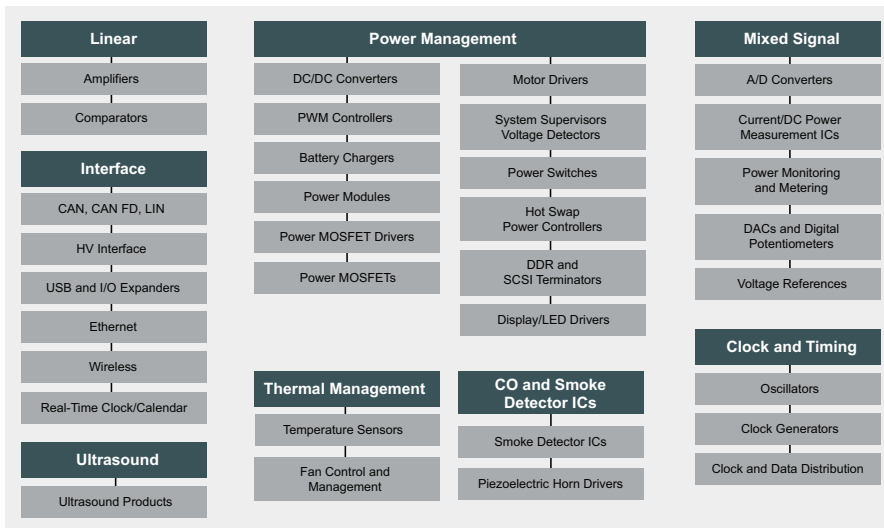 Linear
Amplifiers
Comparators
Interface
CAN, CAN FD, LIN
HV Interface
USB and I/O Expanders
Ethernet
Wireless
Real-Time Clock/Calendar
Ultrasound
Ultrasound Products
Power Management
DC/DC Converters
PWM Controllers
Battery Chargers
Power Modules
Power MOSFET Drivers
Power MOSFETs
Motor Drivers
System Supervisors
Voltage Detectors
Power Switches
Hot Swap
Power Controllers
DDR and
SCSI Terminators
Display/LED Drivers
Thermal Management
Temperature Sensors
Fan Control and
Management
CO and Smoke
Detector ICs
Smoke Detector ICs
Piezoelectric Horn Drivers
Mixed Signal
A/D Converters
Current/DC Power
Measurement ICs
Power Monitoring
and Metering
DACs and Digital
Potentiometers
Voltage References
Clock and Timing
Oscillators
Clock Generators
Clock and Data Distribution